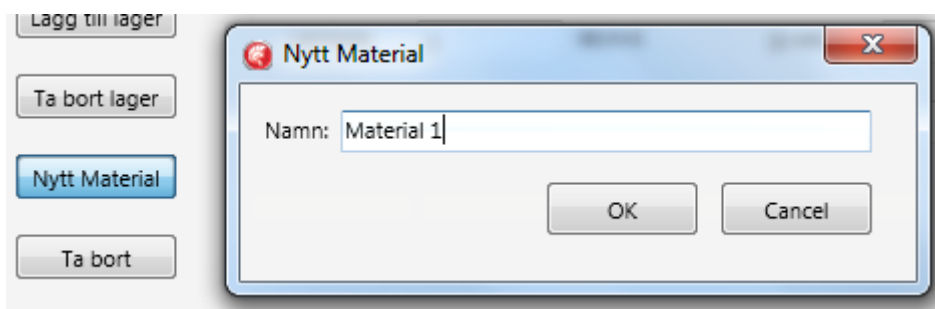 Lägg till lager
Nytt Material
Ta bort lager
Namn: Material 1
Nytt Material
OK
Cancel
Ta bort